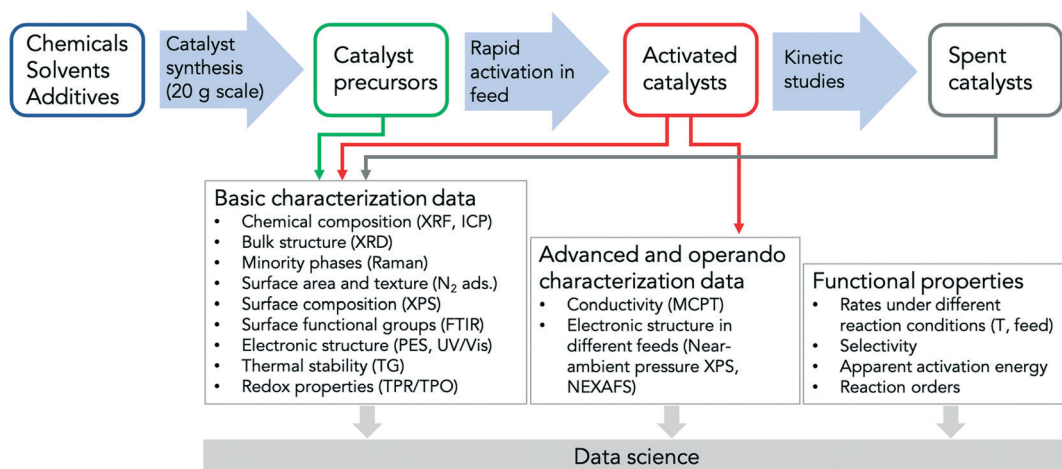 Chemicals
Solvents
Additives
Catalyst
synthesis
(20 g scale)
Catalyst
precursors
Rapid
activation in
feed
Activated
catalysts
Kinetic
studies
Spent
catalysts
Basic characterization data
• Chemical composition (XRF, ICP)
• Bulk structure (XRD)
• Minority phases (Raman)
• Surface area and texture (N₂ ads.)
• Surface composition (XPS)
• Surface functional groups (FTIR)
• Electronic structure (PES, UV/Vis)
• Thermal stability (TG)
• Redox properties (TPR/TPO)
Advanced and operando
characterization data
• Conductivity (MCPT)
• Electronic structure in
different feeds (Near-
ambient pressure XPS,
NEXAFS)
Functional properties
• Rates under different
reaction conditions (T, feed)
• Selectivity
• Apparent activation energy
• Reaction orders
Data science